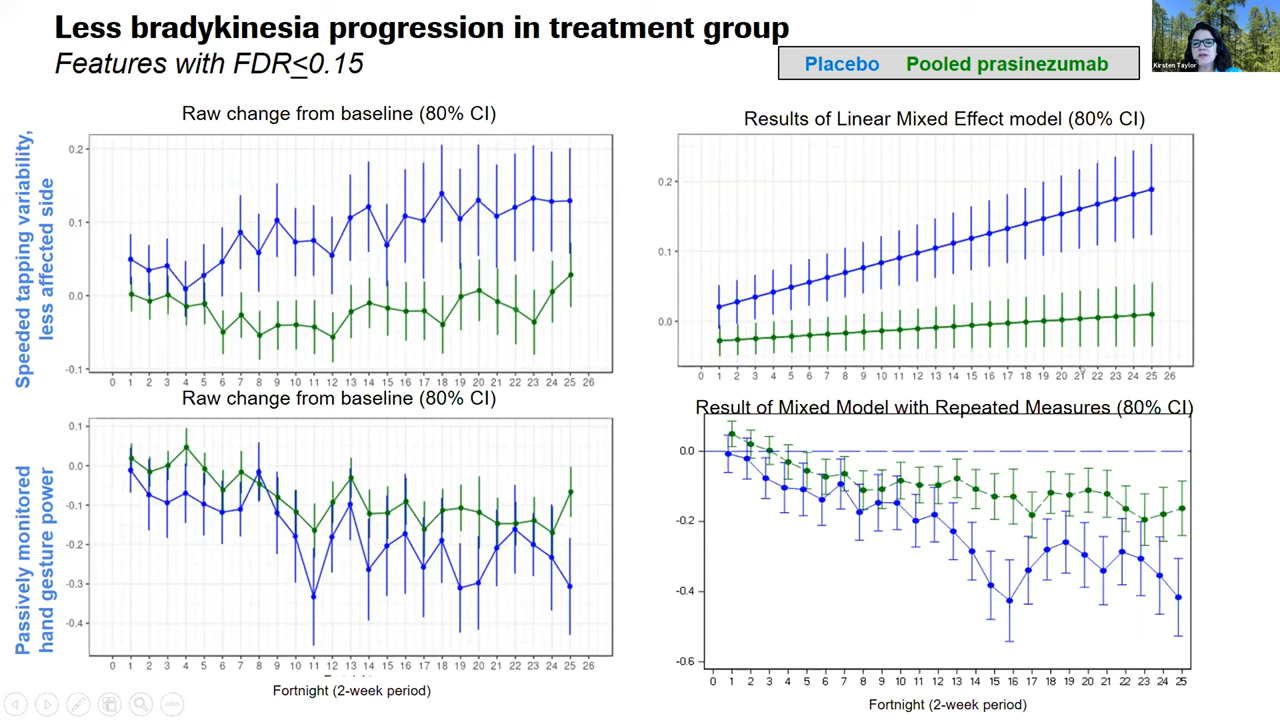 Less bradykinesia progression in treatment group
Features with FDR≤0.15
Placebo Pooled prasinezumab
Kirsten Taylor
Speeded tapping variability,
less affected side
Raw change from baseline (80% CI)
0.2
0.1
0.0
-0.1
0 1 2 3 4 5 6 7 8 9 10 11 12 13 14 15 16 17 18 19 20 21 22 23 24 25 26
Results of Linear Mixed Effect model (80% CI)
0.2
0.1
0.0
0 1 2 3 4 5 6 7 8 9 10 11 12 13 14 15 16 17 18 19 20 21 22 23 24 25 26
Passively monitored
hand gesture power
Raw change from baseline (80% CI)
0.1
0.0
-0.1
-0.2
-0.3
-0.4
0 1 2 3 4 5 6 7 8 9 10 11 12 13 14 15 16 17 18 19 20 21 22 23 24 25 26
Fortnight (2-week period)
Result of Mixed Model with Repeated Measures (80% CI)
0.0
-0.2
-0.4
-0.6
0 1 2 3 4 5 6 7 8 9 10 11 12 13 14 15 16 17 18 19 20 21 22 23 24 25
Fortnight (2-week period)